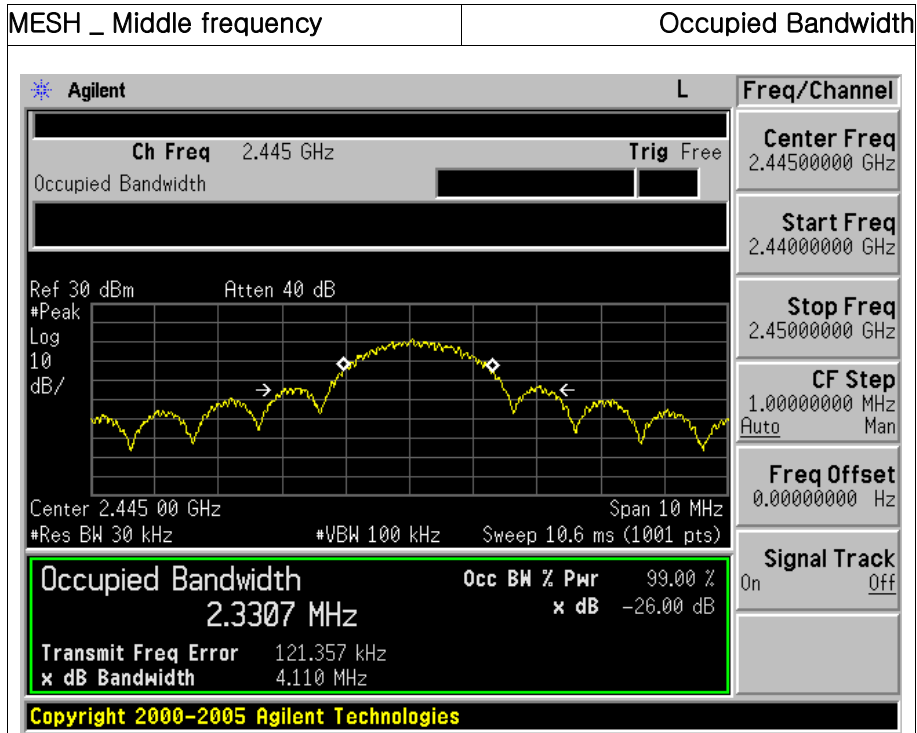 MESH _ Middle frequency
Occupied Bandwidth
Agilent
L
Freq/Channel
Ch Freq 2.445 GHz
Trig Free
Occupied Bandwidth
Center Freq
2.44500000 GHz
Start Freq
2.44000000 GHz
Stop Freq
2.45000000 GHz
CF Step
1.00000000 MHz
Auto Man
Freq Offset
0.00000000 Hz
Signal Track
On Off
Ref 30 dBm
Atten 40 dB
#Peak
Log
10
dB/
Center 2.445 00 GHz
Span 10 MHz
#Res BW 30 kHz
#VBW 100 kHz
Sweep 10.6 ms (1001 pts)
Occupied Bandwidth
2.3307 MHz
Occ BW % Pwr 99.00 %
x dB -26.00 dB
Transmit Freq Error 121.357 kHz
x dB Bandwidth 4.110 MHz
Copyright 2000-2005 Agilent Technologies